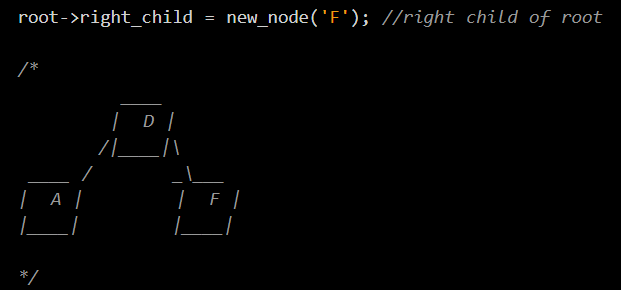 root->right_child = new_node('F'); //right child of root
/*
        ____
       |  D |
      /|____|\
 ____ /      _\___
|  A |       |  F |
|____|       |____|
*/